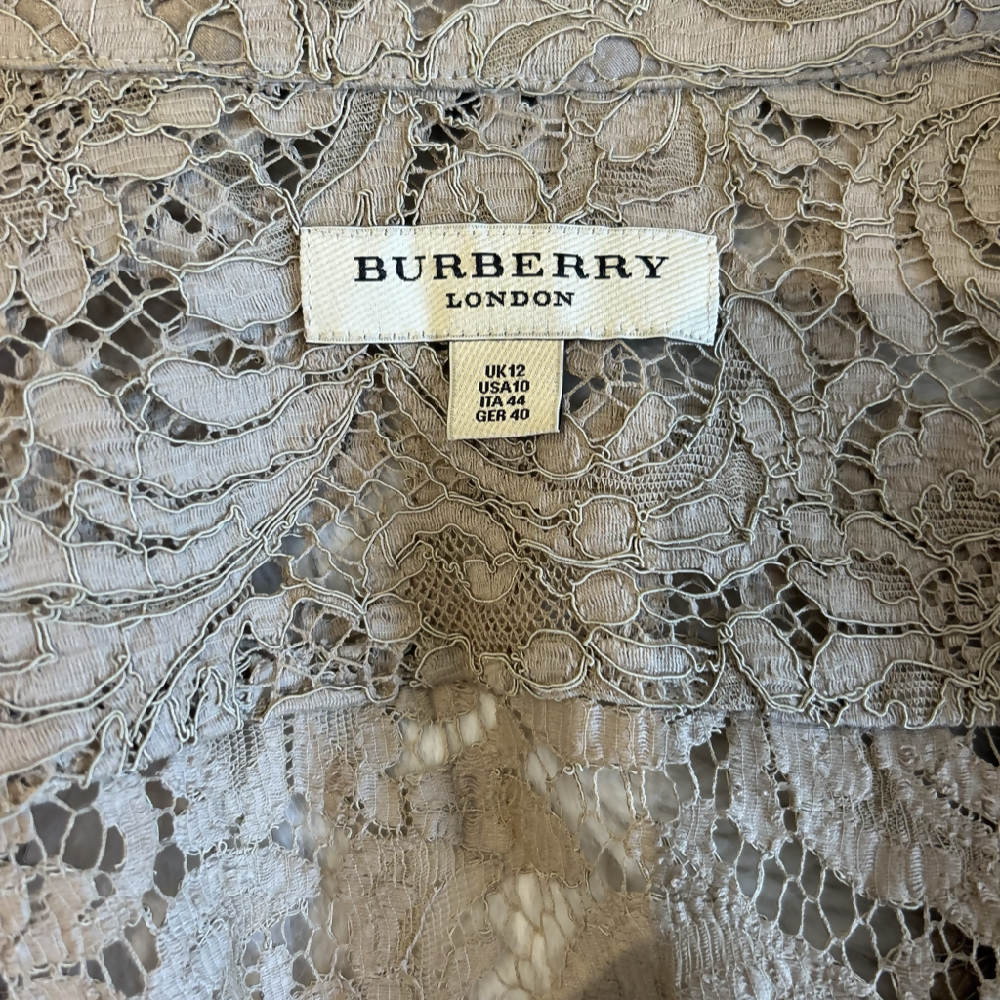 BURBERRY
LONDON
UK12
USA10
ITA 44
GER 40